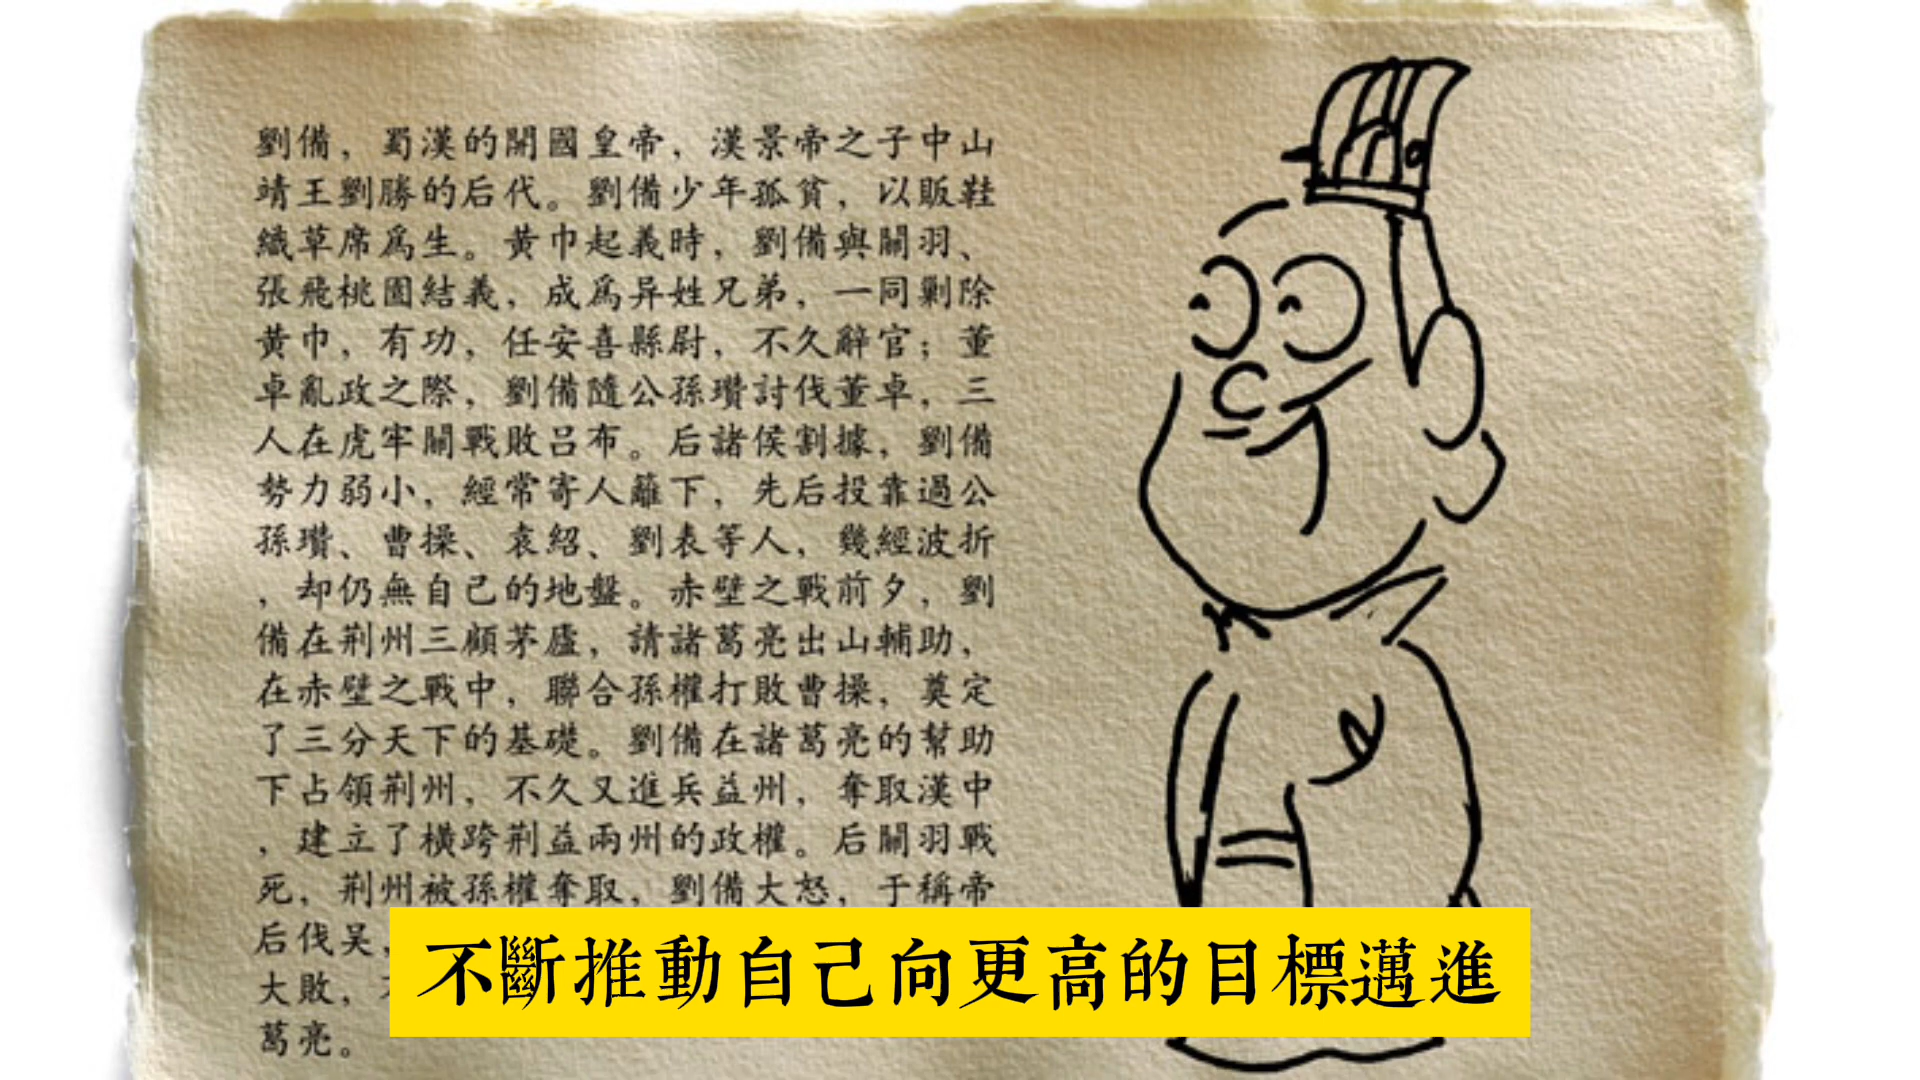 劉備，蜀漢的開國皇帝，漢景帝之子中山
靖王劉勝的后代。劉備少年孤貧，以販鞋
織草席爲生。黃巾起義時，劉備與關羽、
張飛桃園結義，成爲异姓兄弟，一同剿除
黃巾，有功，任安喜縣尉，不久辭官；董
卓亂政之際，劉備隨公孫瓚討伐董卓，三
人在虎牢關戰敗吕布。后諸侯割據，劉備
勢力弱小，經常寄人籬下，先后投靠過公
孫瓚、曹操、袁紹、劉表等人，幾經波折
，却仍無自己的地盤。赤壁之戰前夕，劉
備在荆州三顧茅廬，請諸葛亮出山輔助，
在赤壁之戰中，聯合孫權打敗曹操，奠定
了三分天下的基礎。劉備在諸葛亮的幫助
下占領荆州，不久又進兵益州，奪取漢中
，建立了橫跨荆益兩州的政權。后關羽戰
死，荆州被孫權奪取，劉備大怒，于稱帝
后伐吴，
大敗，
葛亮。
不斷推動自己向更高的目標邁進